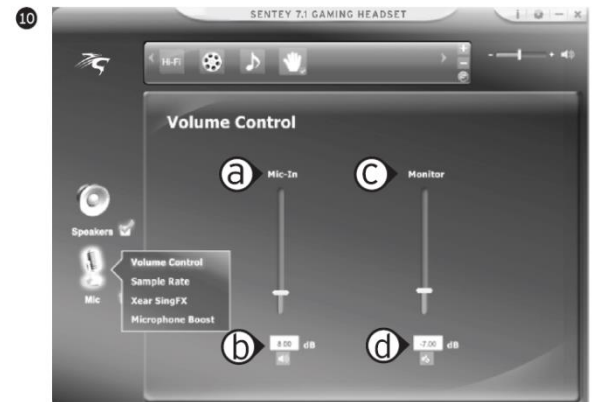 10
SENTEY 7.1 GAMING HEADSET
Hi-Fi
Volume Control
a Mic-In
c Monitor
Speakers
Volume Control
Sample Rate
Xear SingFX
Microphone Boost
Mic
b 8.00 dB
d -7.00 dB